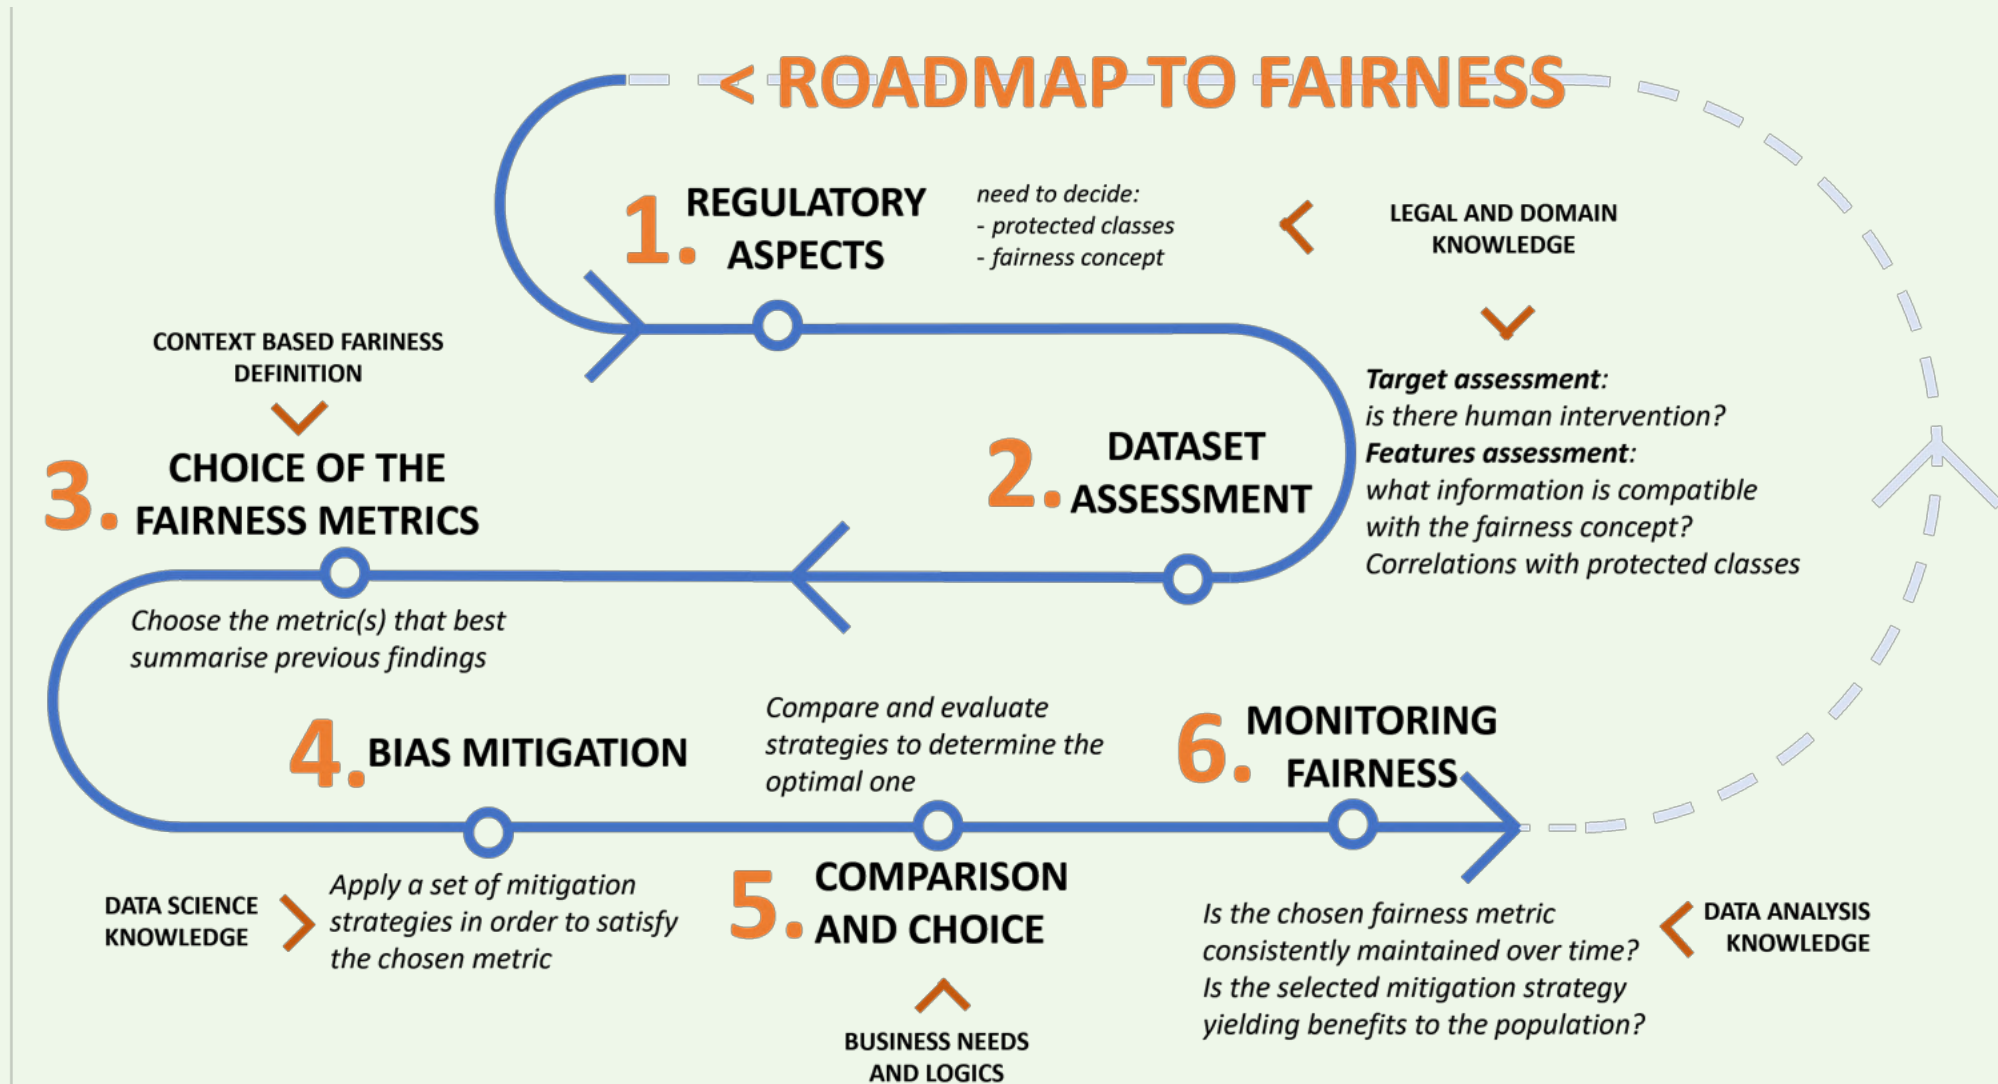 < ROADMAP TO FAIRNESS
1.
REGULATORY
ASPECTS
need to decide:
- protected classes
- fairness concept
LEGAL AND DOMAIN
KNOWLEDGE
2.
DATASET
ASSESSMENT
Target assessment:
is there human intervention?
Features assessment:
what information is compatible
with the fairness concept?
Correlations with protected classes
CONTEXT BASED FARINESS
DEFINITION
3.
CHOICE OF THE
FAIRNESS METRICS
Choose the metric(s) that best
summarise previous findings
4.
BIAS MITIGATION
DATA SCIENCE
KNOWLEDGE
Apply a set of mitigation
strategies in order to satisfy
the chosen metric
Compare and evaluate
strategies to determine the
optimal one
5.
COMPARISON
AND CHOICE
BUSINESS NEEDS
AND LOGICS
6.
MONITORING
FAIRNESS
Is the chosen fairness metric
consistently maintained over time?
Is the selected mitigation strategy
yielding benefits to the population?
DATA ANALYSIS
KNOWLEDGE